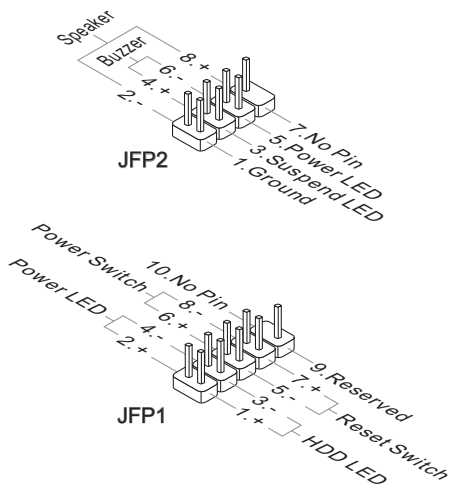 Speaker
Buzzer
8.+
6.-
4.+
2.-
7.No Pin
5.Power LED
3.Suspend LED
1.Ground
JFP2
Power Switch
Power LED
10.No Pin
8.-
6.+
4.-
2.+
9.Reserved
7.+
5.-
Reset Switch
3.-
1.+
HDD LED
JFP1